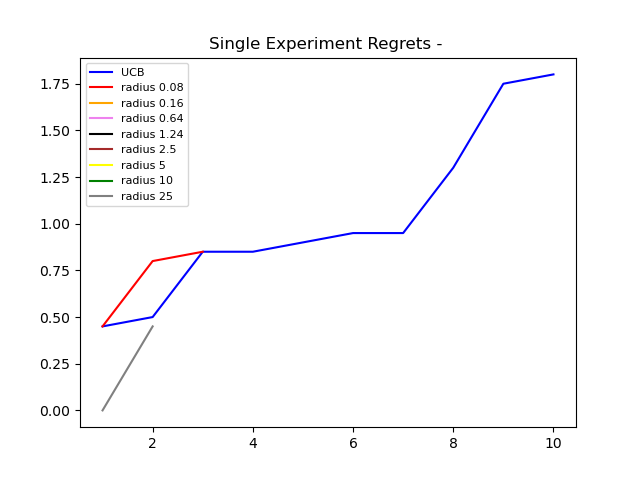 Single Experiment Regrets -
UCB
radius 0.08
radius 0.16
radius 0.64
radius 1.24
radius 2.5
radius 5
radius 10
radius 25
1.75
1.50
1.25
1.00
0.75
0.50
0.25
0.00
2 4 6 8 10